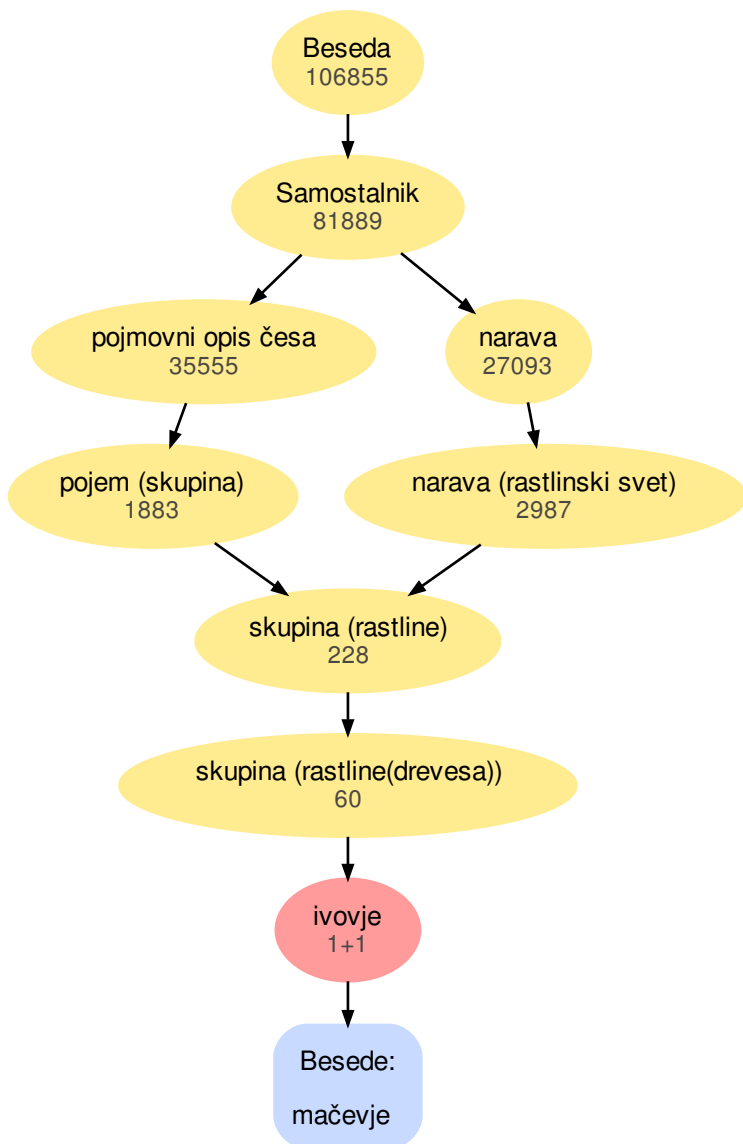 Beseda
106855
Samostalnik
81889
pojmovni opis česa
35555
narava
27093
pojem (skupina)
1883
narava (rastlinski svet)
2987
skupina (rastline)
228
skupina (rastline(drevesa))
60
ivovje
1+1
Besede:
mačevje